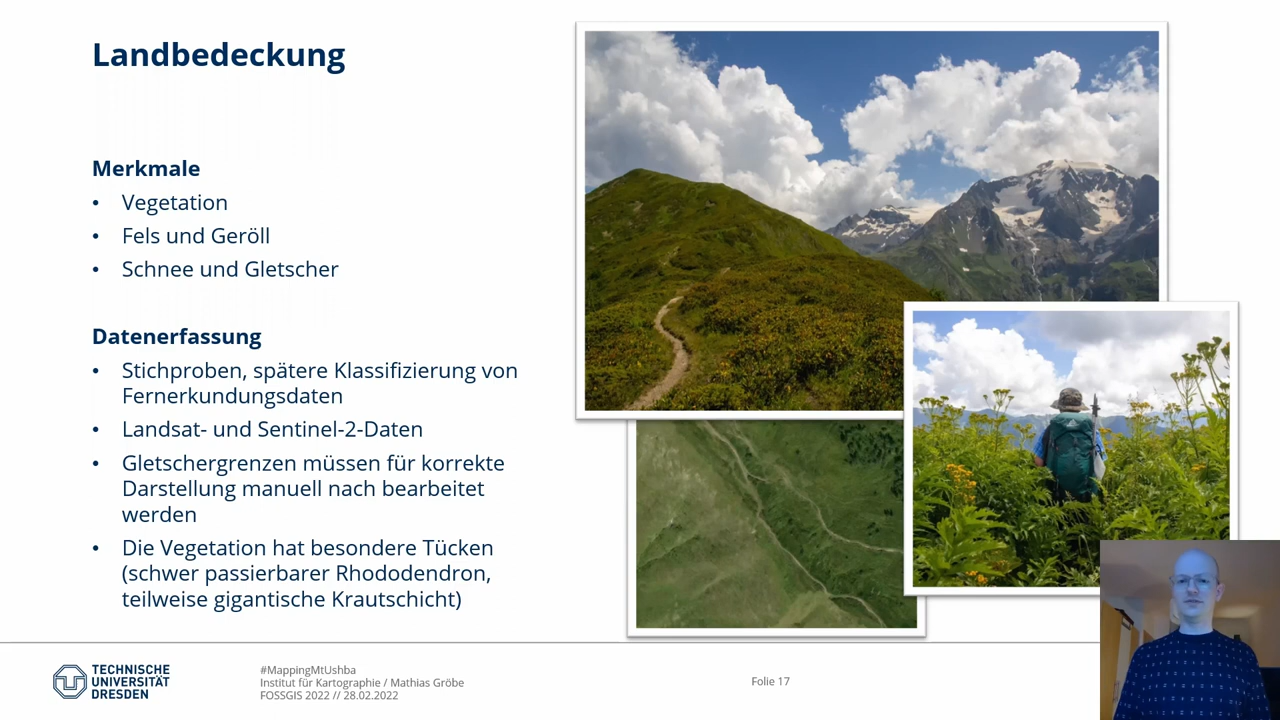 Landbedeckung
Merkmale
• Vegetation
• Fels und Geröll
• Schnee und Gletscher
Datenerfassung
• Stichproben, spätere Klassifizierung von
Fernerkundungsdaten
• Landsat- und Sentinel-2-Daten
• Gletschergrenzen müssen für korrekte
Darstellung manuell nach bearbeitet
werden
• Die Vegetation hat besondere Tücken
(schwer passierbarer Rhododendron,
teilweise gigantische Krautschicht)
TECHNISCHE
UNIVERSITÄT
DRESDEN
#MappingMtUshba
Institut für Kartographie / Mathias Gröbe
FOSSGIS 2022 // 28.02.2022
Folie 17